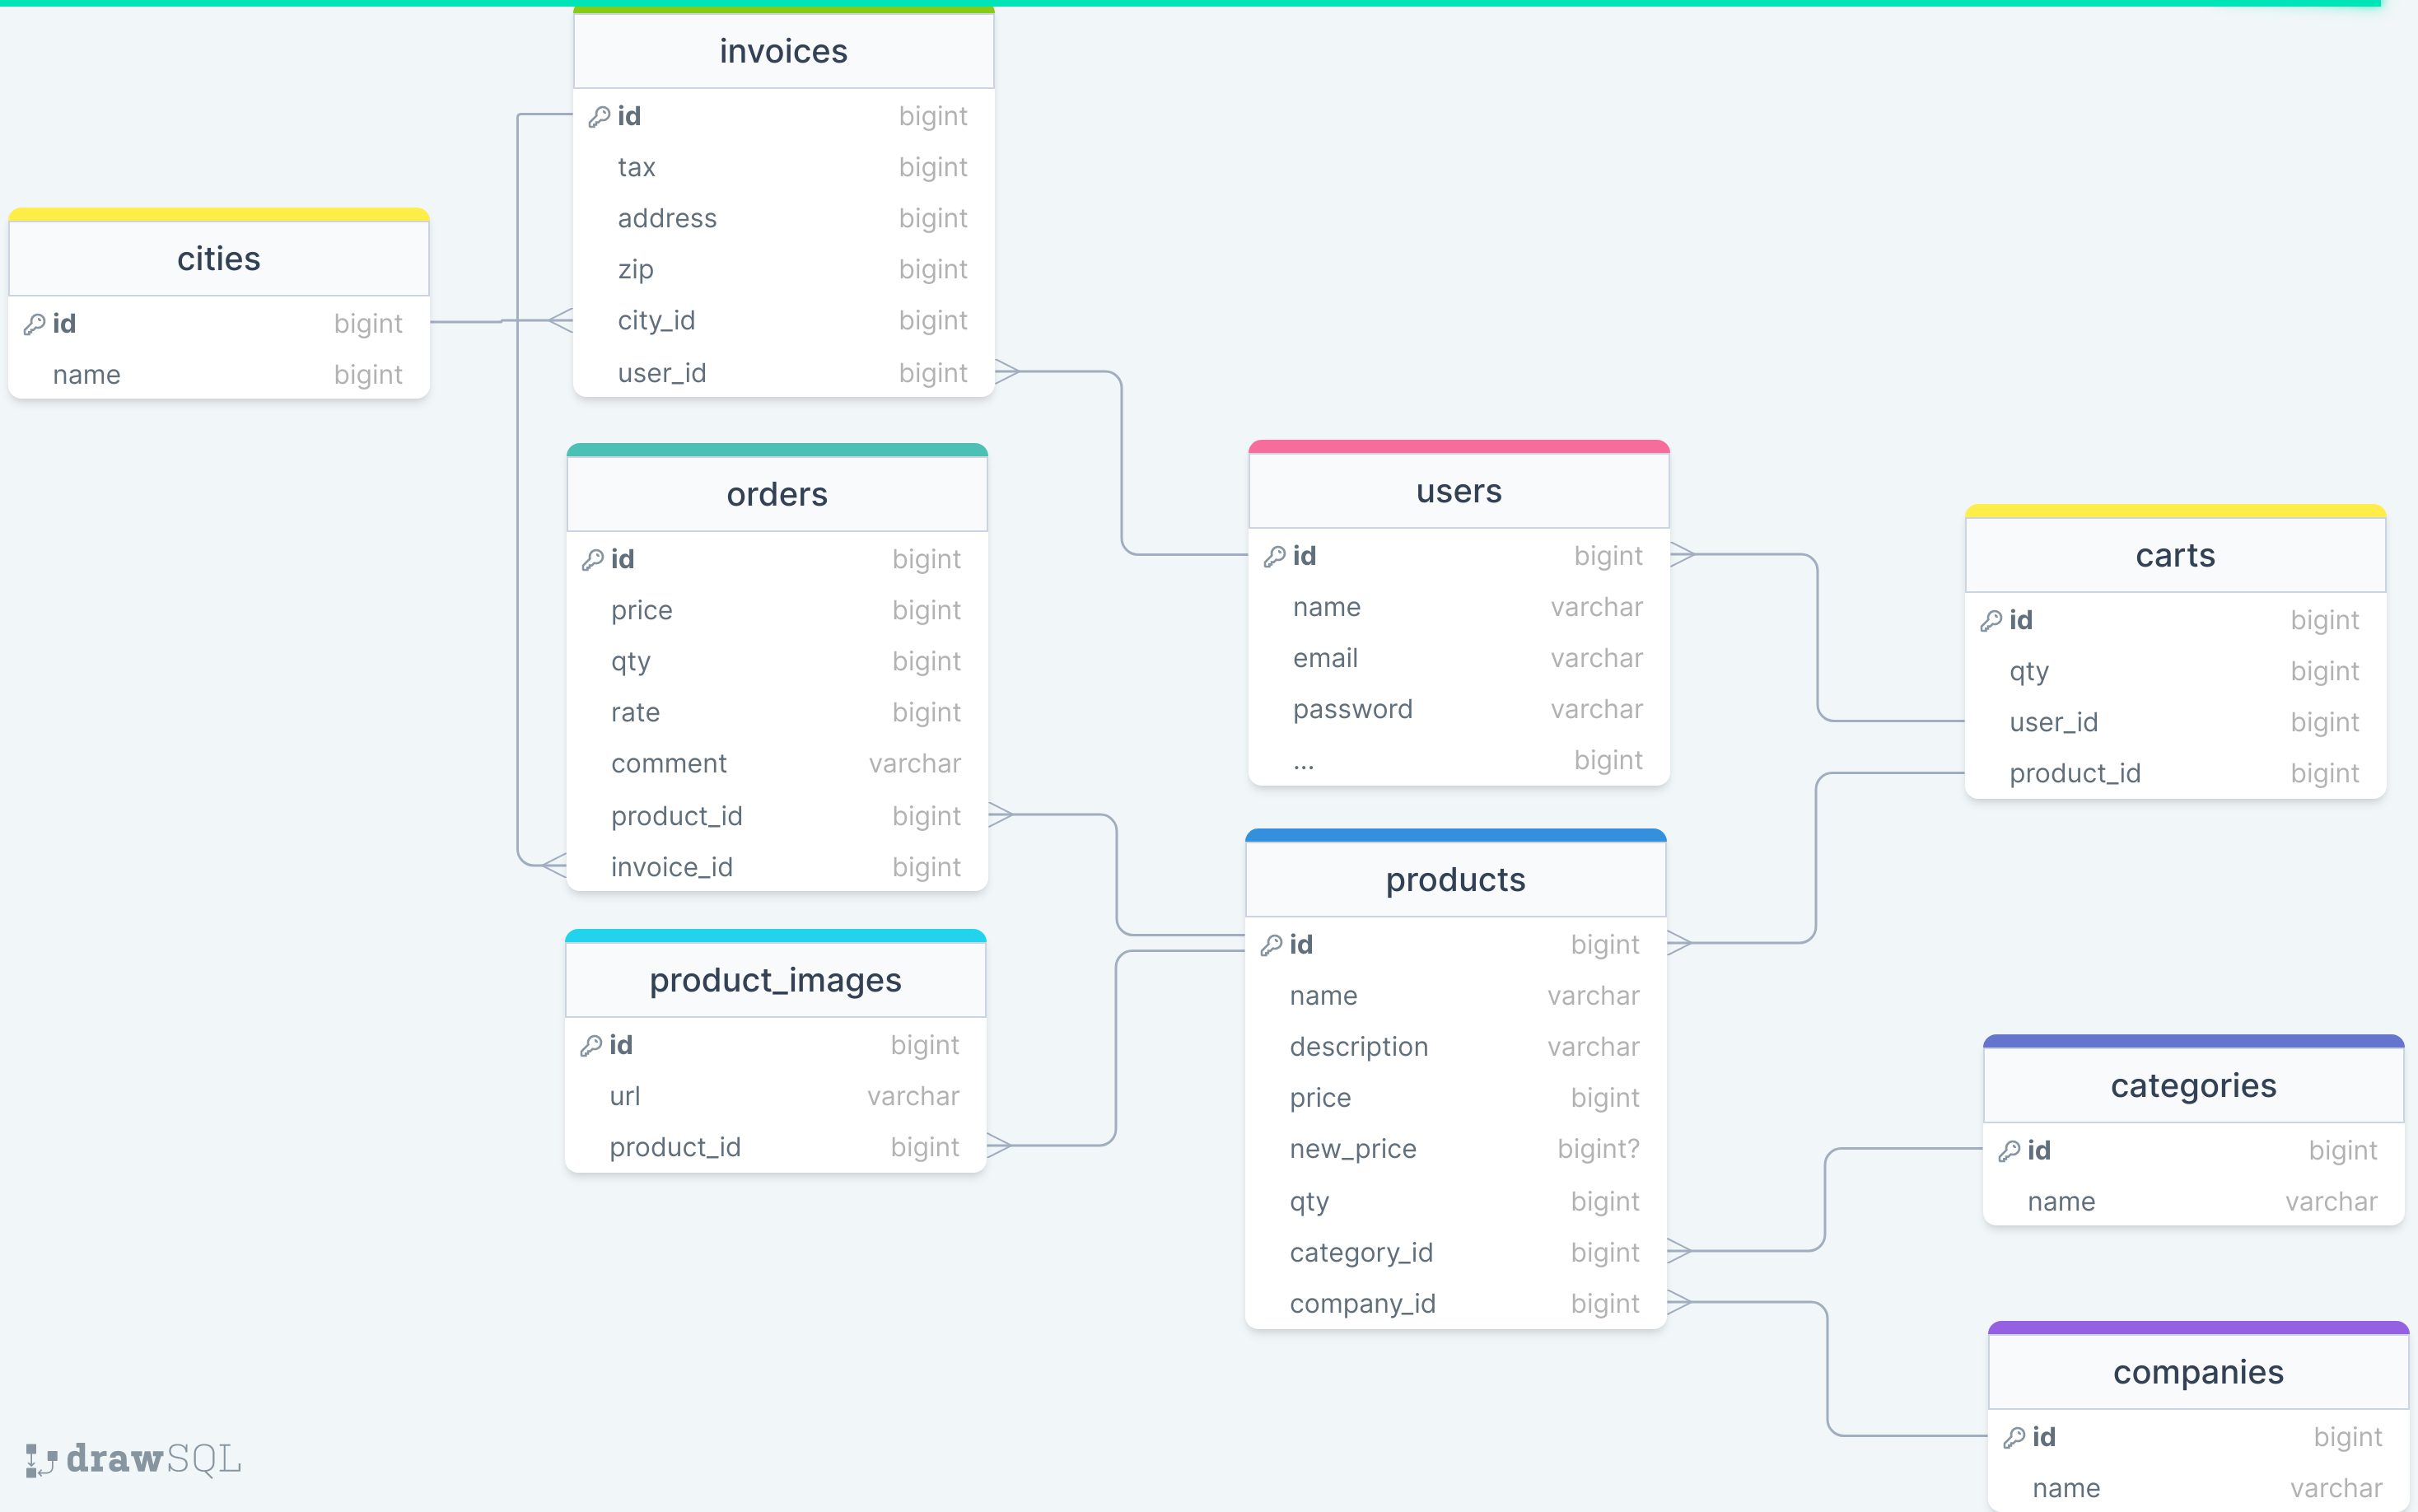 invoices
id bigint
tax bigint
address bigint
zip bigint
city_id bigint
user_id bigint
cities
id bigint
name bigint
orders
id bigint
price bigint
qty bigint
rate bigint
comment varchar
product_id bigint
invoice_id bigint
users
id bigint
name varchar
email varchar
password varchar
... bigint
carts
id bigint
qty bigint
user_id bigint
product_id bigint
product_images
id bigint
url varchar
product_id bigint
products
id bigint
name varchar
description varchar
price bigint
new_price bigint?
qty bigint
category_id bigint
company_id bigint
categories
id bigint
name varchar
companies
id bigint
name varchar
drawSQL